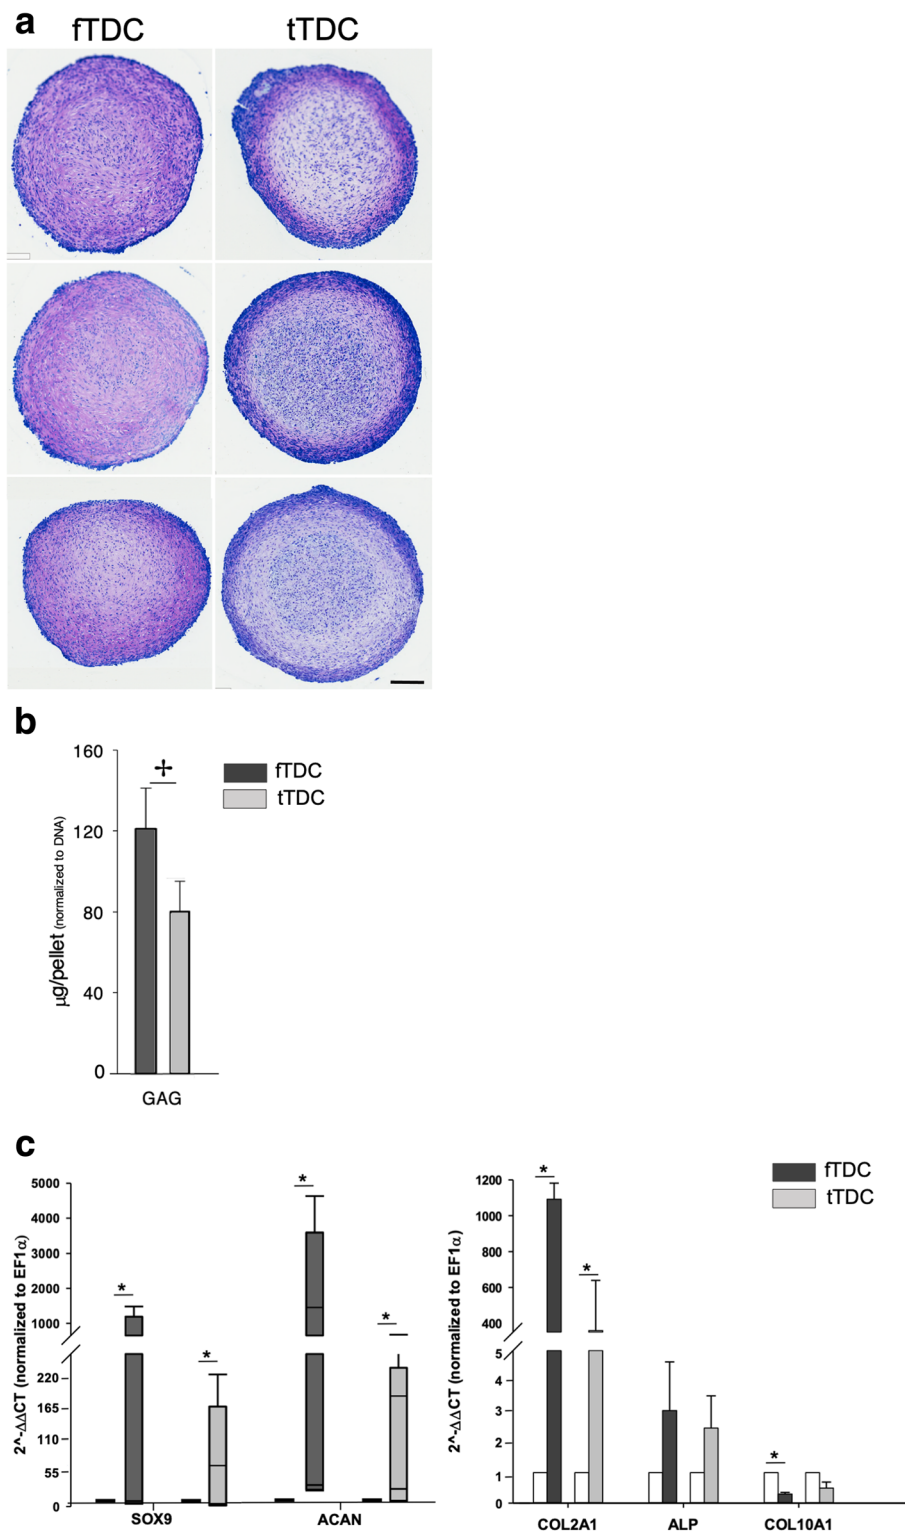 a
fTDC tTDC
b
160
120
80
40
0
μg/pellet (normalized to DNA)
✢
fTDC
tTDC
GAG
c
5000
4000
3000
2000
1000
220
165
110
55
0
2^-ΔΔCT (normalized to EF1α)
* * * *
SOX9 ACAN
1200
1000
800
600
400
5
4
3
2
1
0
2^-ΔΔCT (normalized to EF1α)
* * *
fTDC
tTDC
COL2A1 ALP COL10A1